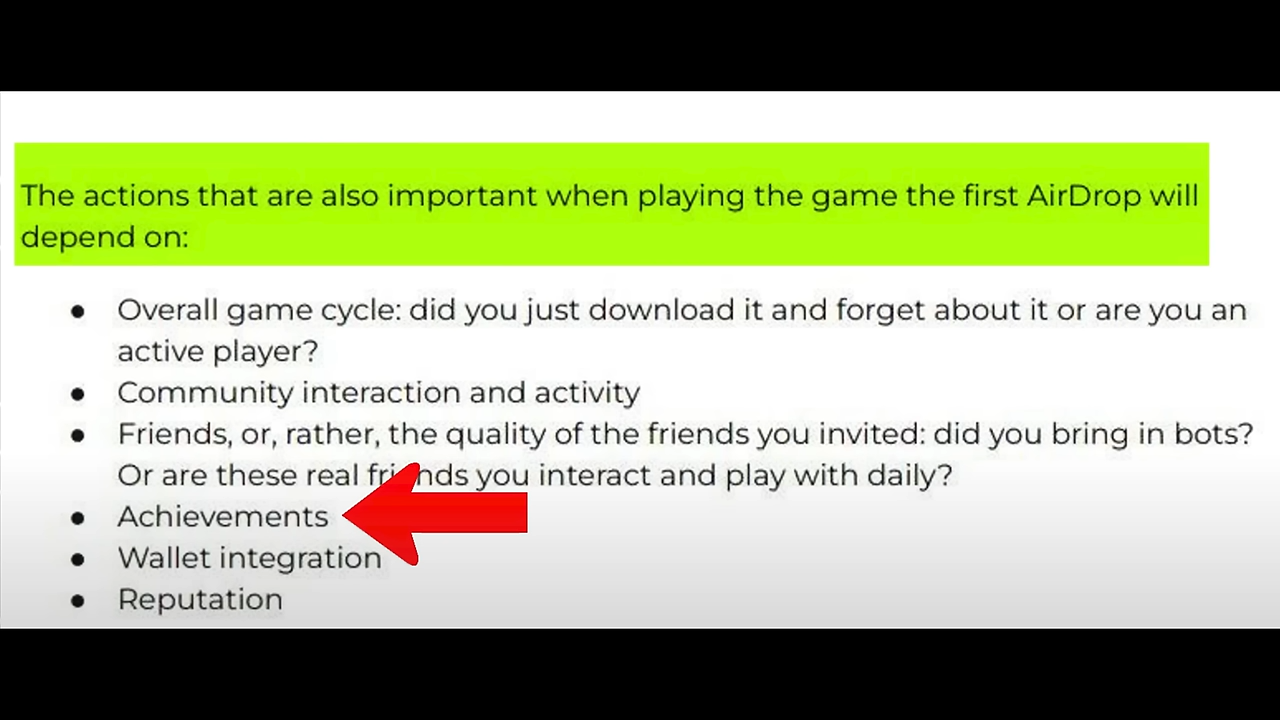 The actions that are also important when playing the game the first AirDrop will
depend on:
● Overall game cycle: did you just download it and forget about it or are you an
active player?
● Community interaction and activity
● Friends, or, rather, the quality of the friends you invited: did you bring in bots?
Or are these real friends you interact and play with daily?
● Achievements
● Wallet integration
● Reputation